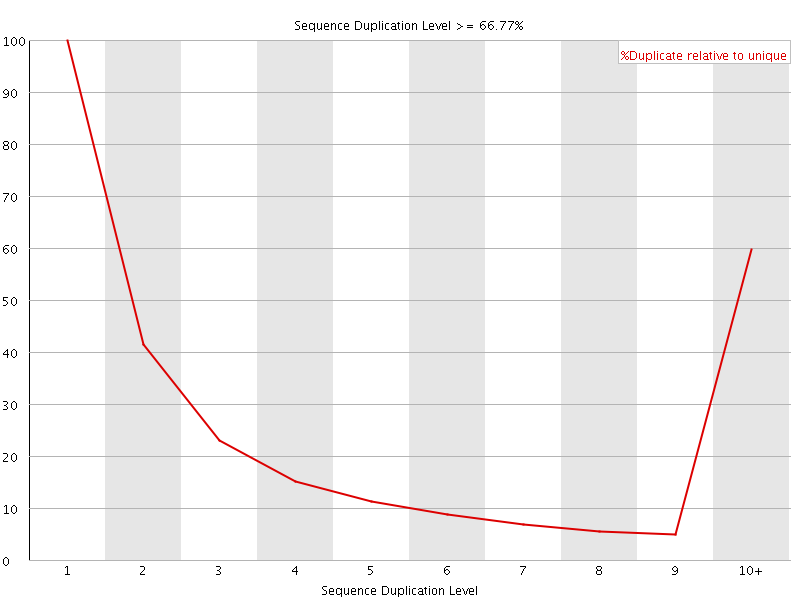 Sequence Duplication Level >= 66.77%
%Duplicate relative to unique
100
90
80
70
60
50
40
30
20
10
0
1 2 3 4 5 6 7 8 9 10+
Sequence Duplication Level